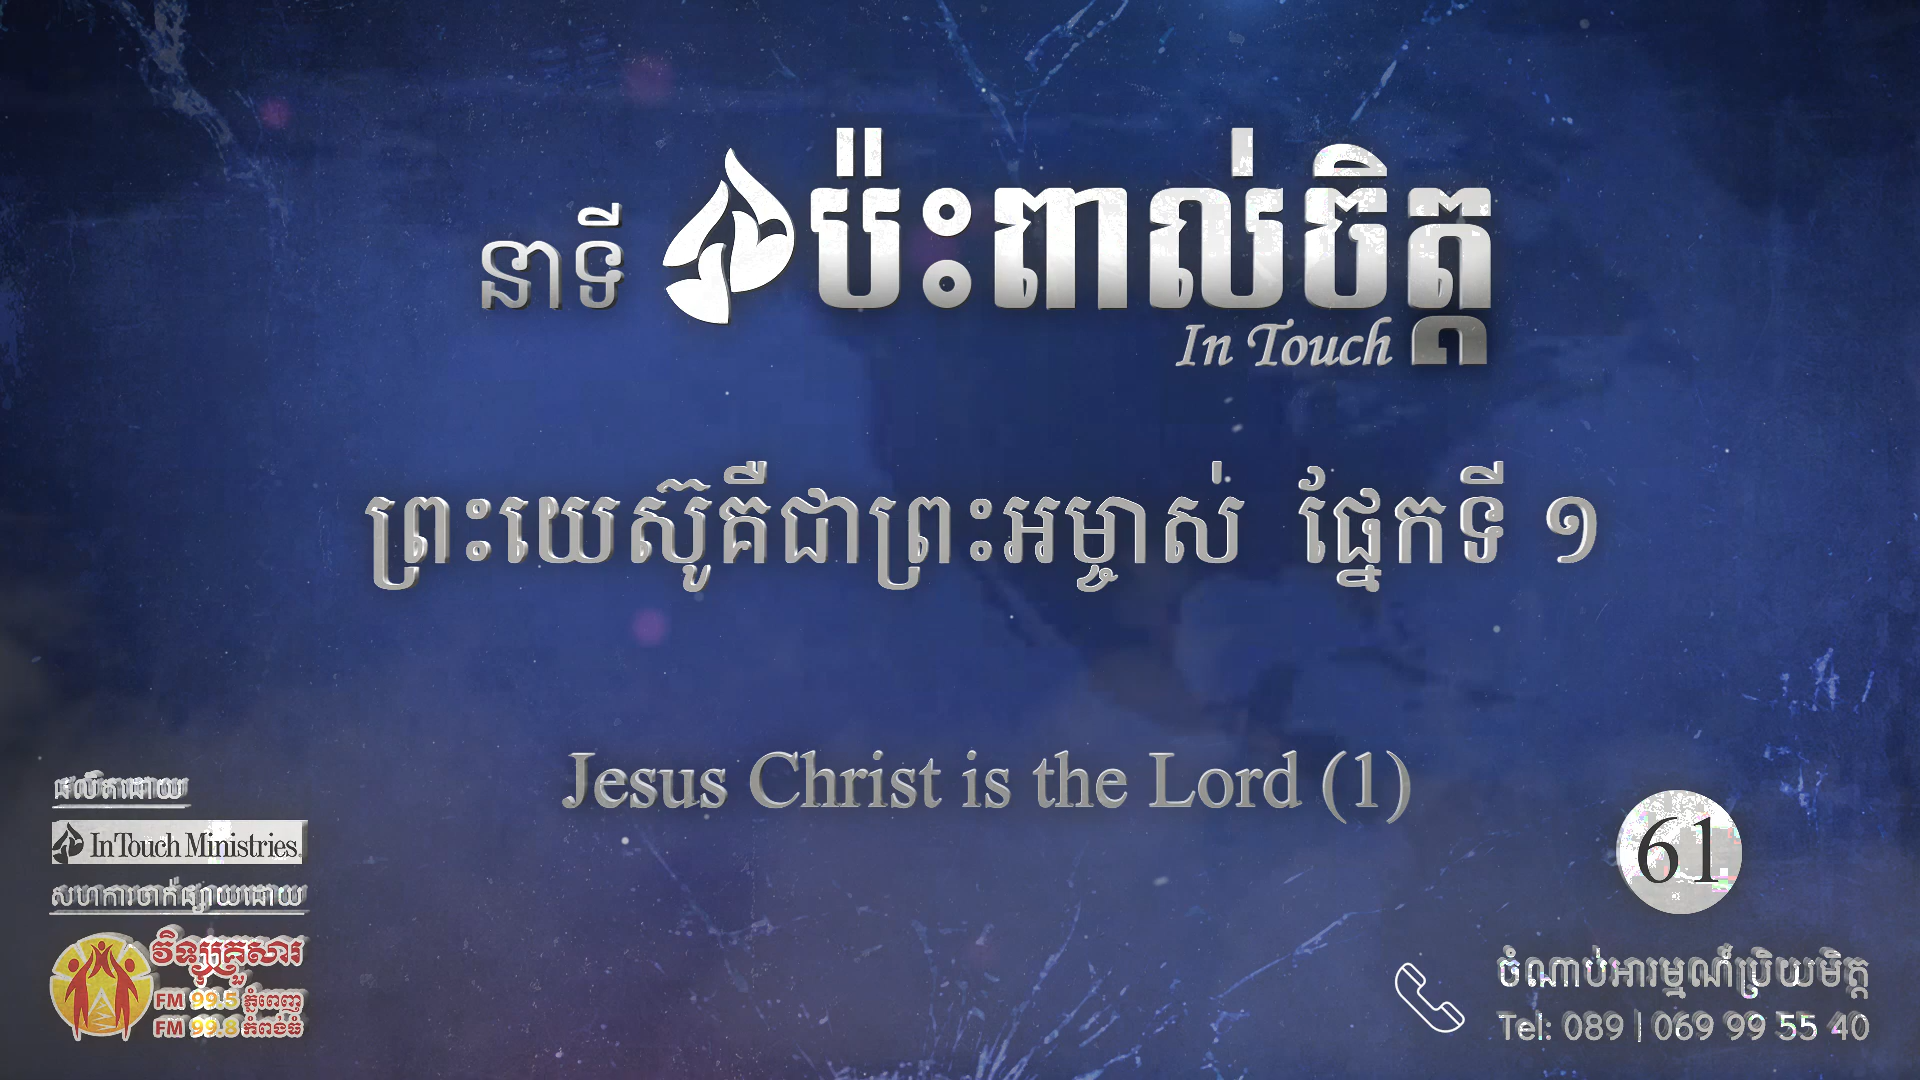 នាទី ប៉ះពាល់ចិត្ត
In Touch
ព្រះយេស៊ូគឺជាព្រះអម្ចាស់ ផ្នែកទី ១
Jesus Christ is the Lord (1)
ផលិតដោយ
In Touch Ministries
សហការចាក់ផ្សាយដោយ
វិទ្យុគ្រួសារ
FM 99.5 ភ្នំពេញ
FM 99.8 កំពង់ធំ
61
ចំណាប់អារម្មណ៍ប្រិយមិត្ត
Tel: 089 | 069 99 55 40